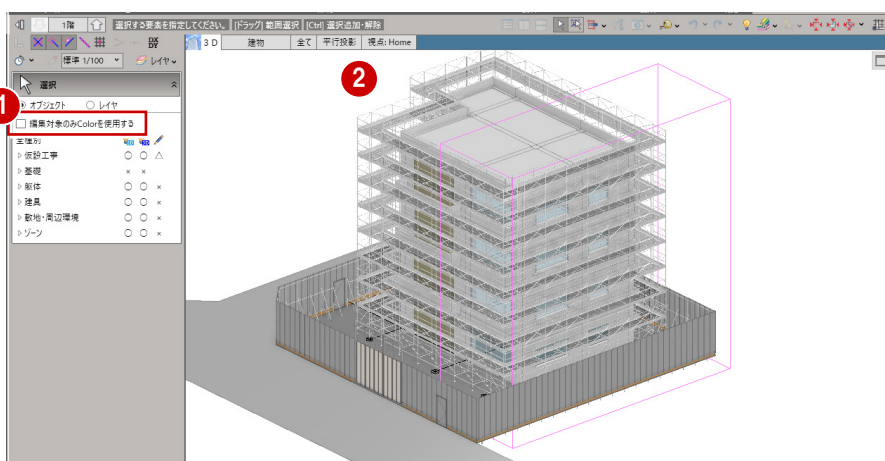 1階 選択する要素を指定してください。 [ドラッグ] 範囲選択 [Ctrl] 選択追加・解除
標準 1/100 レイヤ
3D 建物 全て 平行投影 視点: Home
選択
オブジェクト レイヤ
1
編集対象のみColorを使用する
全種別
仮設工事
基礎
躯体
建具
敷地・周辺環境
ゾーン
2